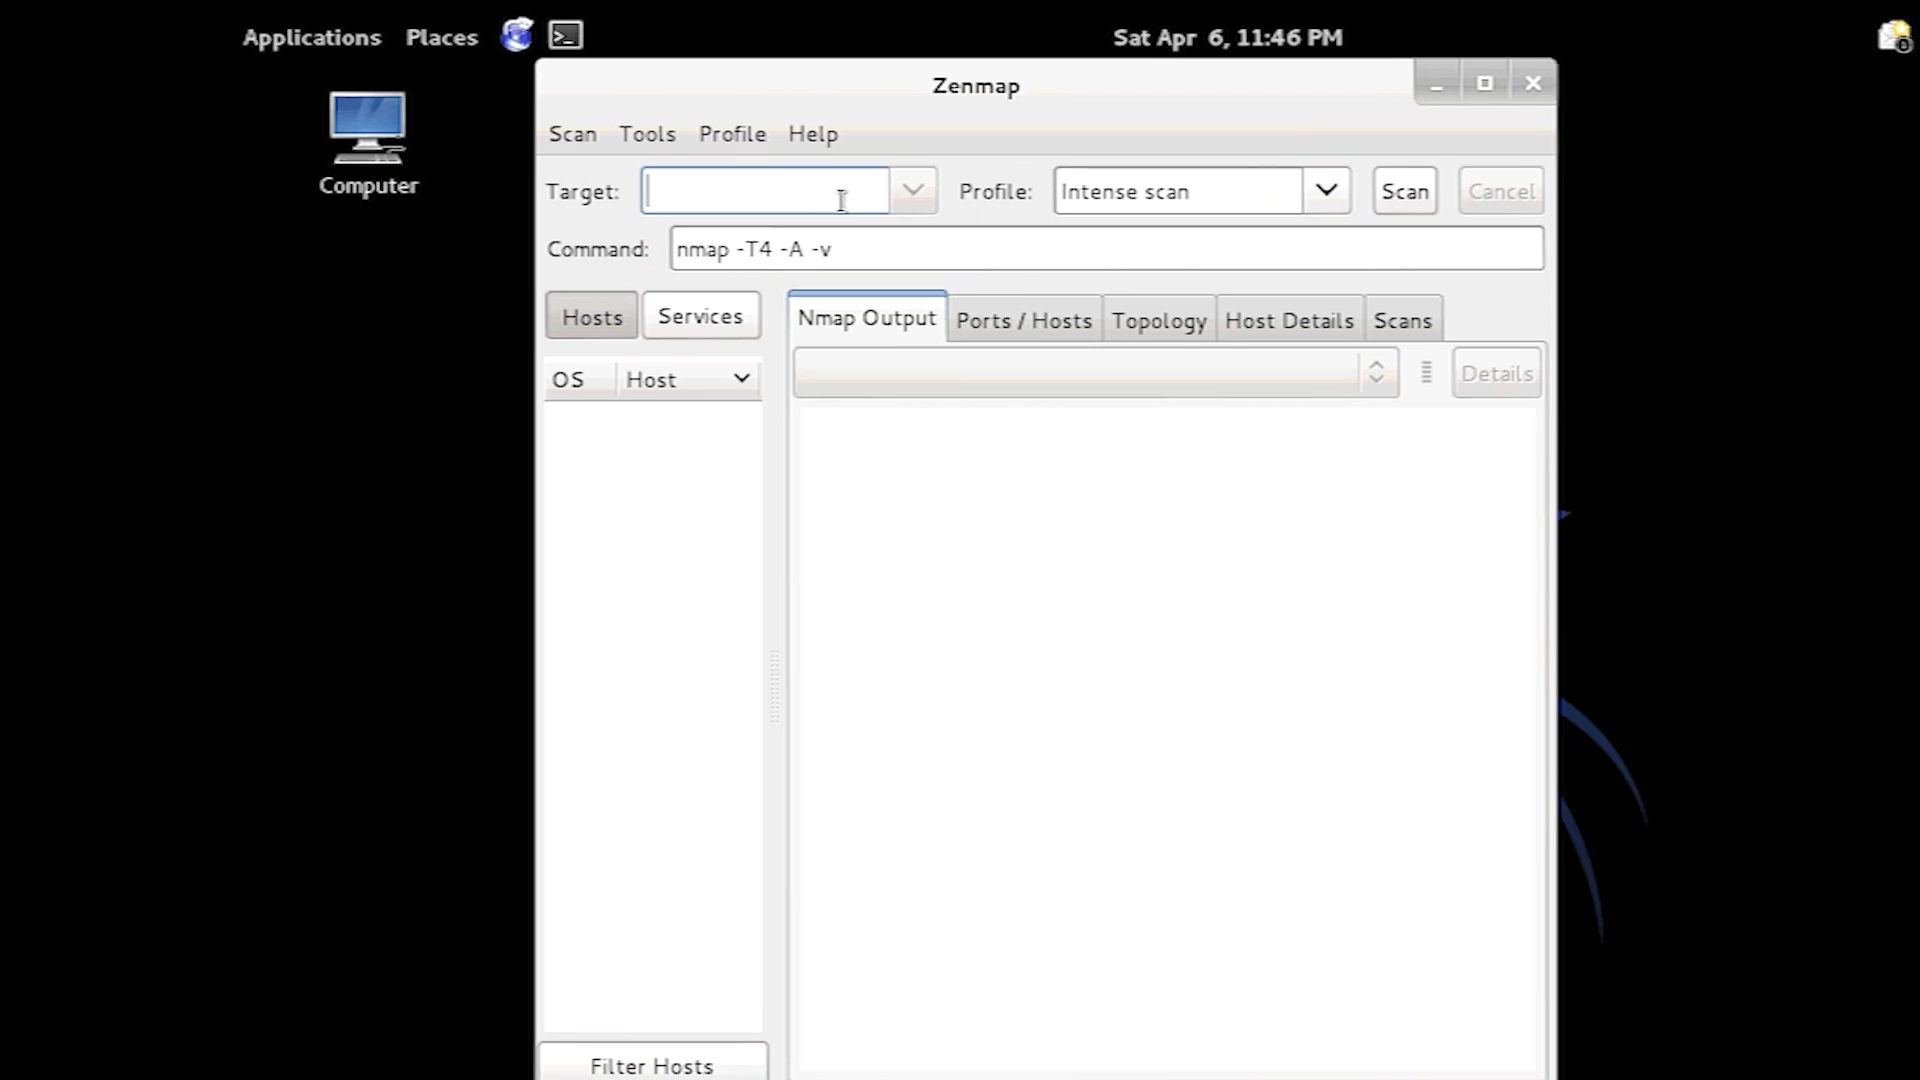 Applications Places
Sat Apr 6, 11:46 PM
Computer
Zenmap
Scan Tools Profile Help
Target:
Profile: Intense scan
Scan
Cancel
Command: nmap -T4 -A -v
Hosts Services
Nmap Output Ports / Hosts Topology Host Details Scans
OS Host
Details
Filter Hosts